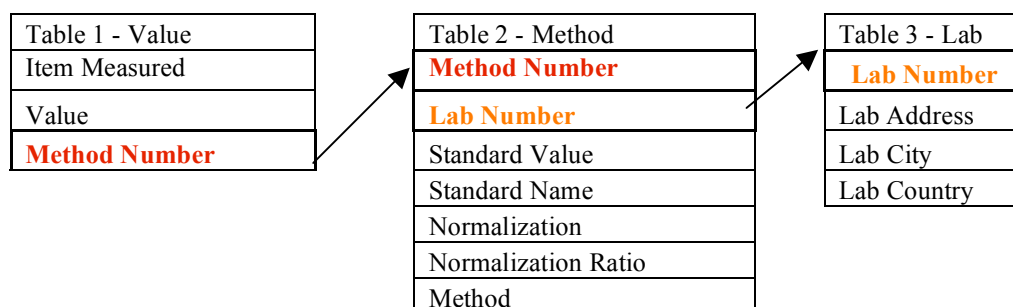 Table 1 - Value
Item Measured
Value
Method Number
Table 2 - Method
Method Number
Lab Number
Standard Value
Standard Name
Normalization
Normalization Ratio
Method
Table 3 - Lab
Lab Number
Lab Address
Lab City
Lab Country